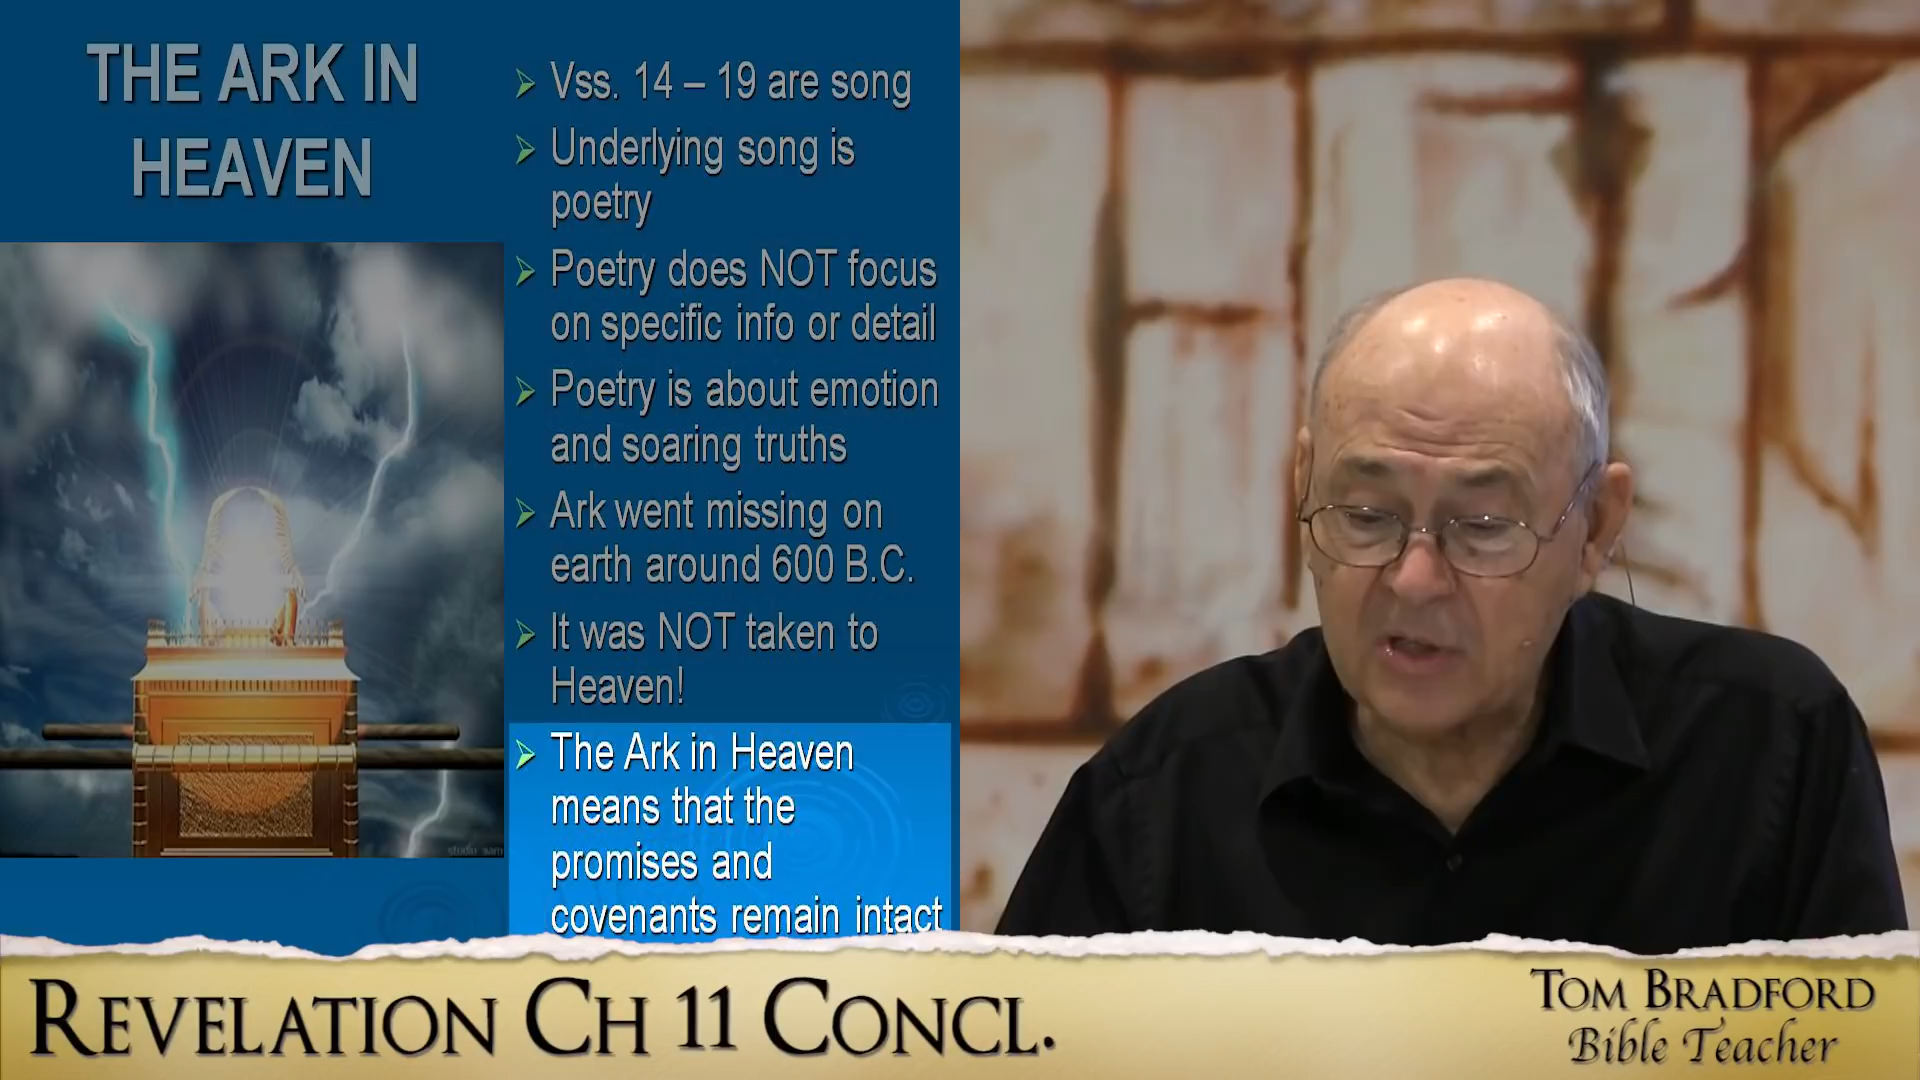 THE ARK IN
HEAVEN
Vss. 14 – 19 are song
Underlying song is
poetry
Poetry does NOT focus
on specific info or detail
Poetry is about emotion
and soaring truths
Ark went missing on
earth around 600 B.C.
It was NOT taken to
Heaven!
The Ark in Heaven
means that the
promises and
covenants remain intact
REVELATION CH 11 CONCL.
TOM BRADFORD
Bible Teacher